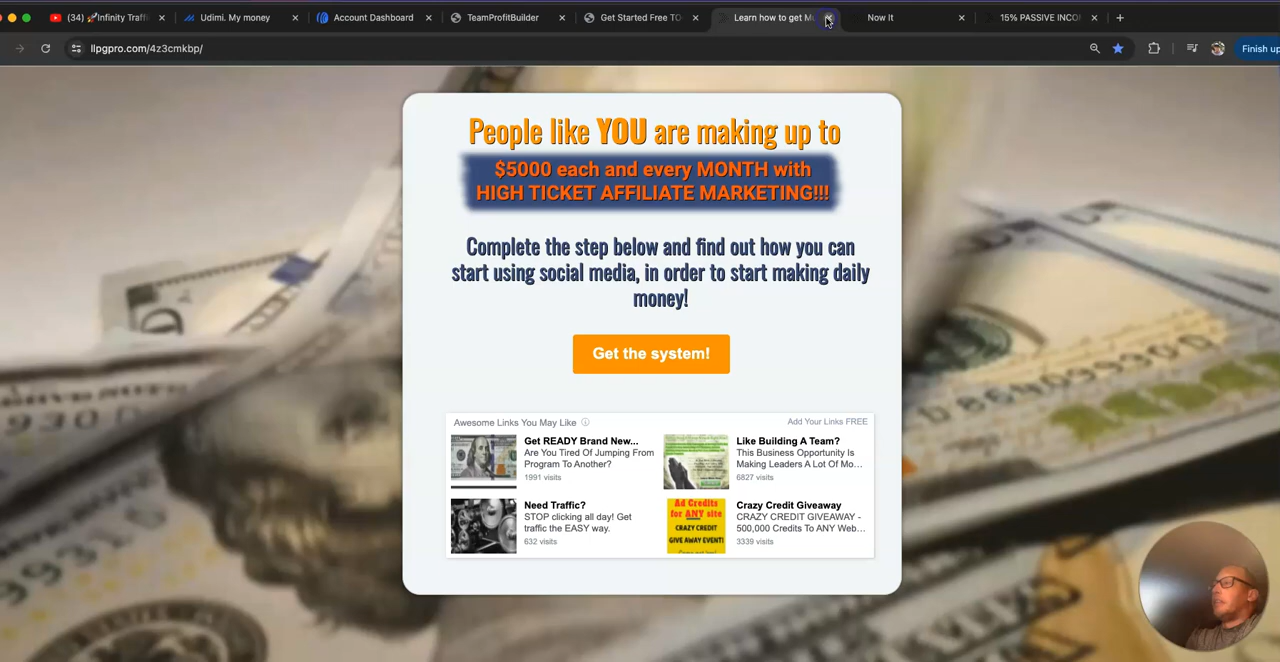 (34) 🚀Infinity Traff
Udimi. My money
Account Dashboard
TeamProfitBuilder
Get Started Free TO
Learn how to get M
Now It
15% PASSIVE INCO
llpgpro.com/4z3cmkbp/
Finish up
People like YOU are making up to
$5000 each and every MONTH with
HIGH TICKET AFFILIATE MARKETING!!!
Complete the step below and find out how you can
start using social media, in order to start making daily
money!
Get the system!
Awesome Links You May Like
Add Your Links FREE
Get READY Brand New...
Are You Tired Of Jumping From
Program To Another?
1991 visits
Like Building A Team?
This Business Opportunity Is
Making Leaders A Lot Of Mo...
6827 visits
Need Traffic?
STOP clicking all day! Get
traffic the EASY way.
632 visits
Ad Credits
for ANY site
CRAZY CREDIT
GIVE AWAY EVENT!
Crazy Credit Giveaway
CRAZY CREDIT GIVEAWAY -
500,000 Credits To ANY Web...
3339 visits